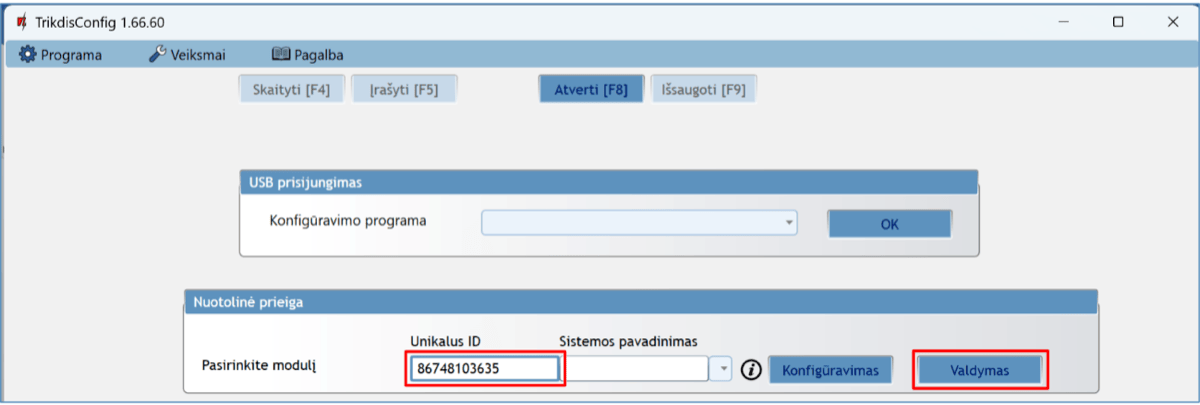 TrikdisConfig 1.66.60
Programa Veiksmai Pagalba
Skaityti [F4] Įrašyti [F5] Atverti [F8] Išsaugoti [F9]
USB prisijungimas
Konfigūravimo programa OK
Nuotolinė prieiga
Unikalus ID Sistemos pavadinimas
Pasirinkite modulį 86748103635 Konfigūravimas Valdymas